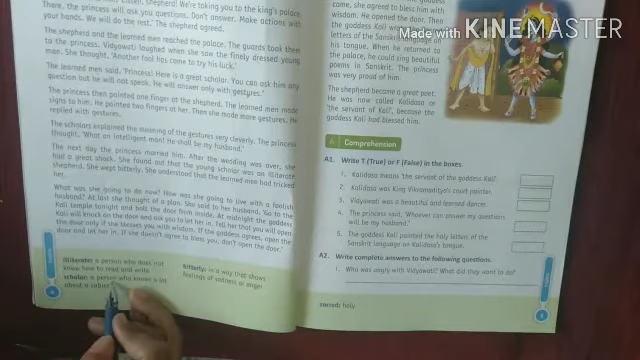 listen, shepherd! We're taking you to the king's palace.
There, the princess will ask you questions. Don't answer. Make actions with
your hands. We will do the rest.' The shepherd agreed.
The shepherd and the learned men reached the palace. The guards took them
to the princess. Vidyawati laughed when she saw the finely dressed young
man. She thought, 'Another fool has come to try his luck.'
The learned men said, 'Princess! Here is a great scholar. You can ask him any
question but he will not speak. He will answer only with gestures.'
The princess then pointed one finger at the shepherd. The learned men made
signs to him. He pointed two fingers at her. Then she made more gestures. He
replied with gestures.
The scholars explained the meaning of the gestures very cleverly. The princess
thought, 'What an intelligent man! He shall be my husband.'
The next day the princess married him. After the wedding was over, she
had a great shock. She found out that the young scholar was an illiterate
shepherd. She wept bitterly. She understood that the learned men had tricked
her.
What was she going to do now? How was she going to live with a foolish
husband? At last she thought of a plan. She said to her husband, 'Go to the
Kali temple tonight and bolt the door from inside. At midnight the goddess
Kali will knock on the door and ask you to let her in. Tell her that you will open
the door only if she blesses you with wisdom. If the goddess agrees, open the
door and let her in. If she doesn't agree to bless you, don't open the door.'
illiterate: a person who does not
know how to read and write
scholar: a person who knows a lot
about a subject
bitterly: in a way that shows
feelings of sadness or anger
came, she agreed to bless him with
wisdom. He opened the door. Then
the goddess Kali
letters of the Sanskrit language on
his tongue. When he returned to
the palace, he could sing beautiful
poems in Sanskrit. The princess
was very proud of him.
The shepherd became a great poet.
He was now called Kalidasa or
'the servant of Kali', because the
goddess Kali had blessed him.
Made with KINEMASTER
Comprehension
A1. Write T (True) or F (False) in the boxes.
1. Kalidasa means 'the servant of the goddess Kali'.
2. Kalidasa was King Vikramaditya's court painter.
3. Vidyawati was a beautiful and learned dancer.
4. The princess said, 'Whoever can answer my questions
will be my husband.'
5. The goddess Kali painted the holy letters of the
Sanskrit language on Kalidasa's tongue.
A2. Write complete answers to the following questions.
1. Who was angry with Vidyawati? What did they want to do?
sacred: holy